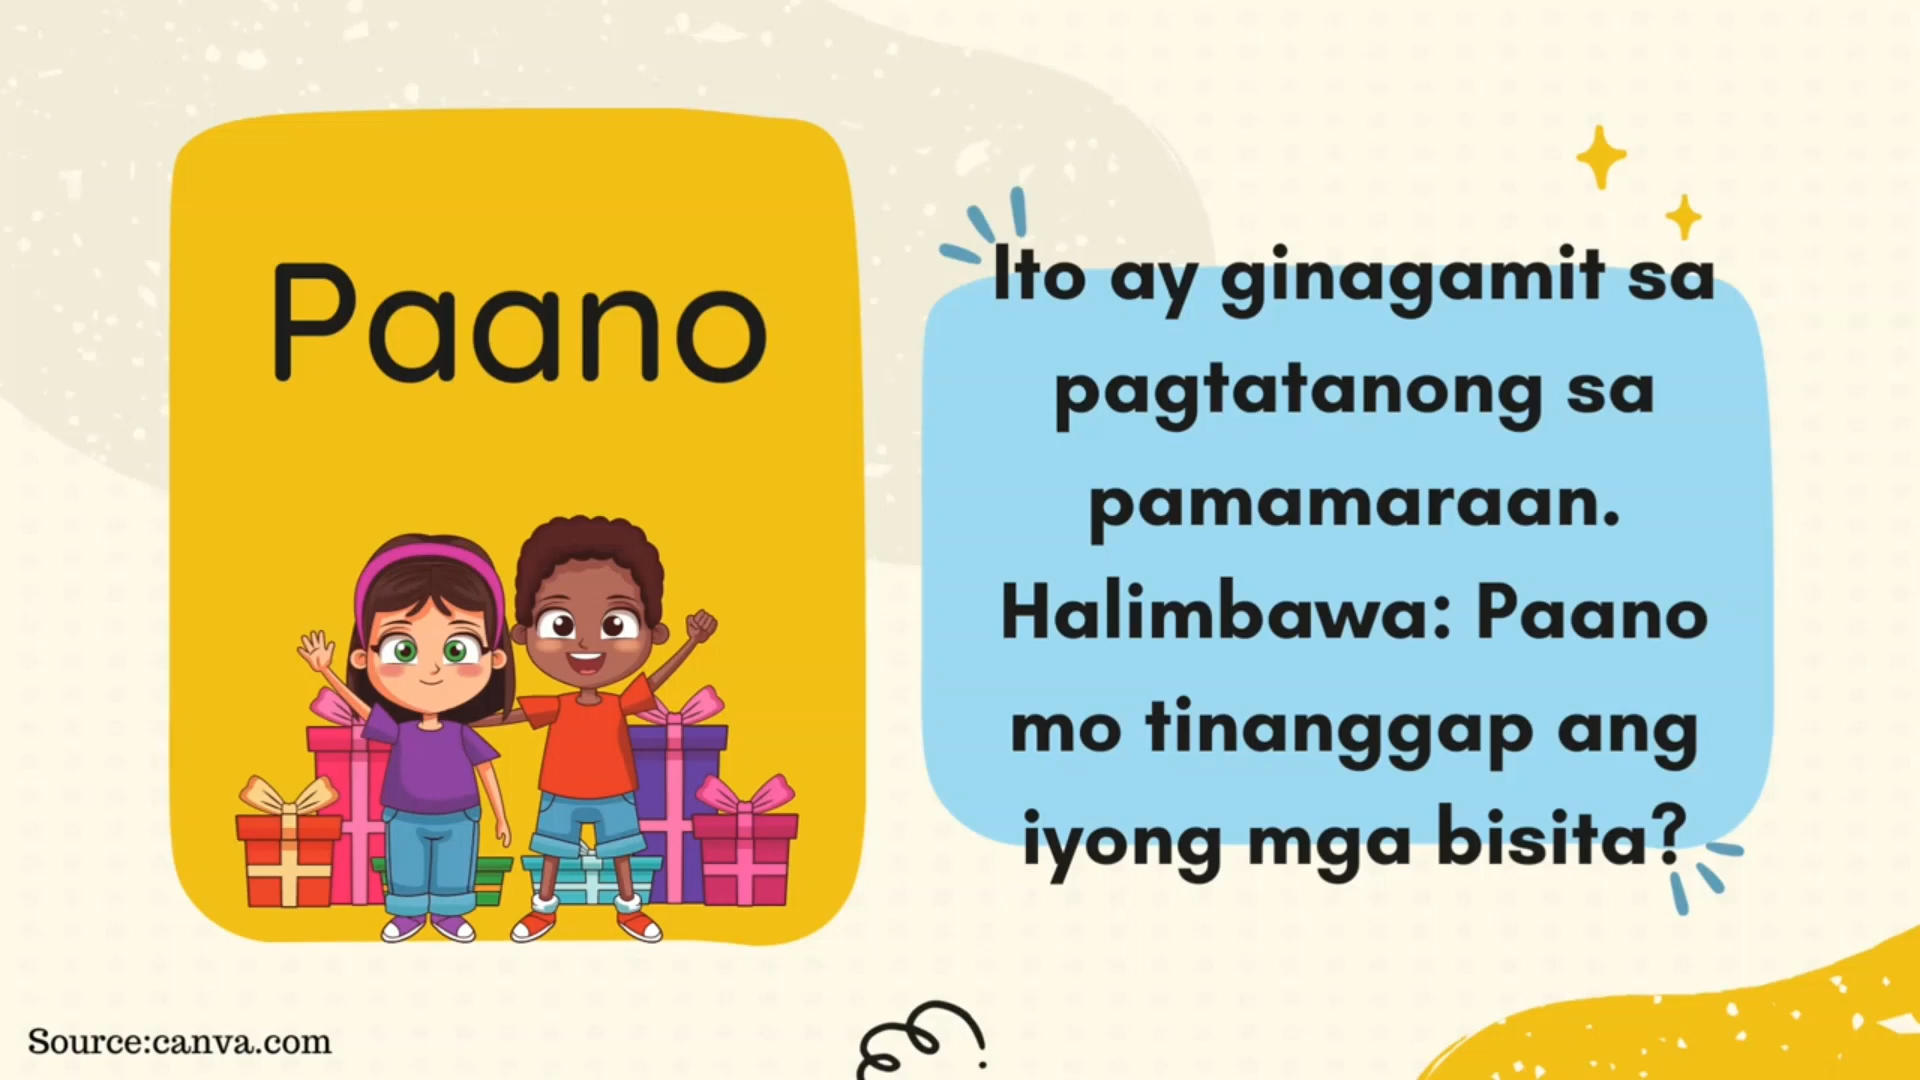 Paano
Ito ay ginagamit sa
pagtatanong sa
pamamaraan.
Halimbawa: Paano
mo tinanggap ang
iyong mga bisita?
Source:canva.com